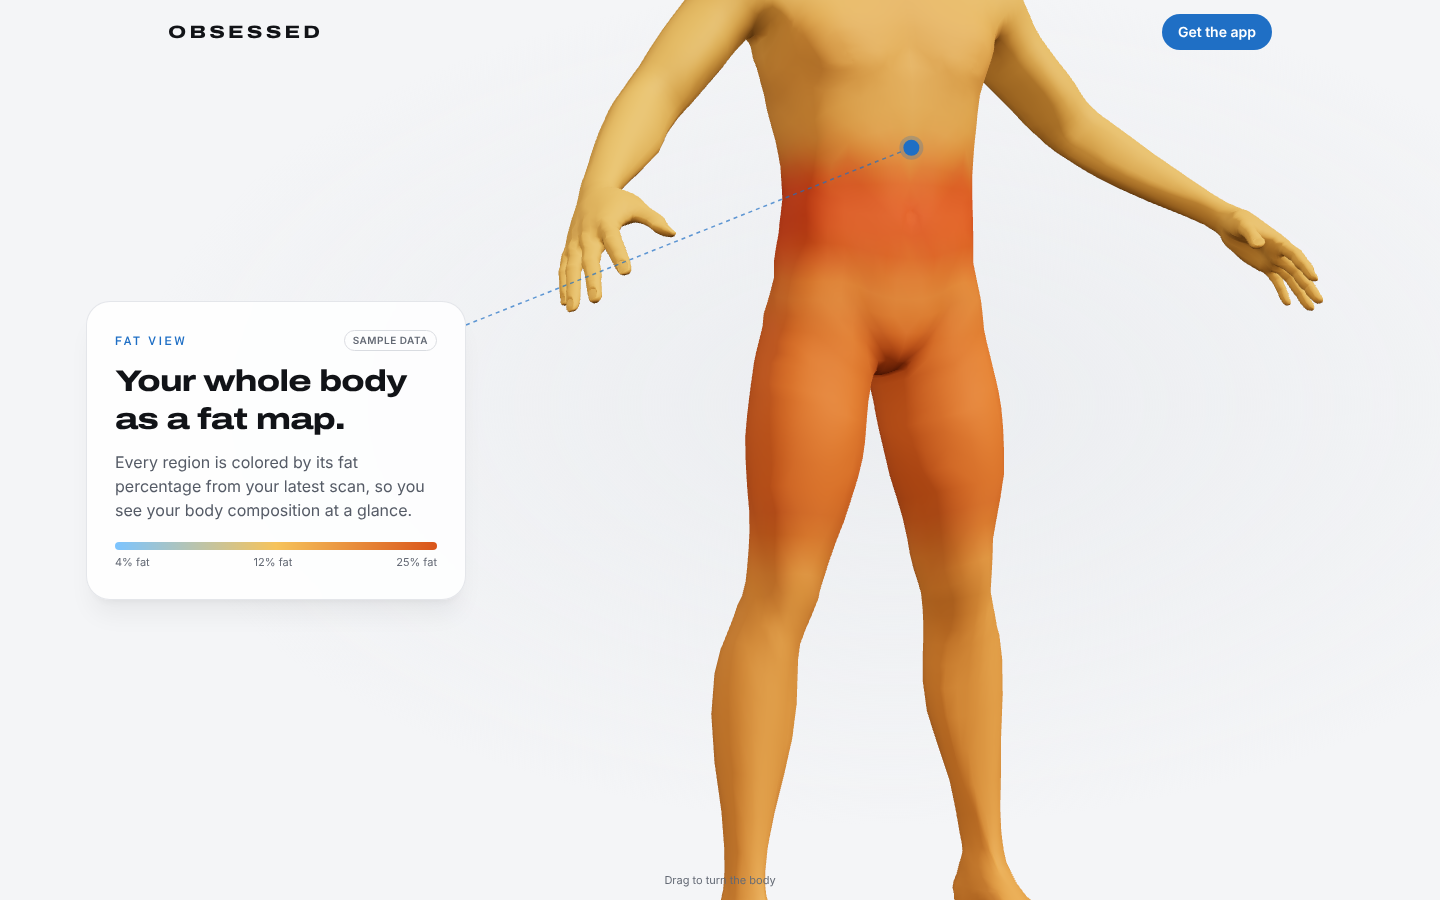 OBSESSED
Get the app
FAT VIEW
SAMPLE DATA
Your whole body
as a fat map.
Every region is colored by its fat
percentage from your latest scan, so you
see your body composition at a glance.
4% fat
12% fat
25% fat
Drag to turn the body